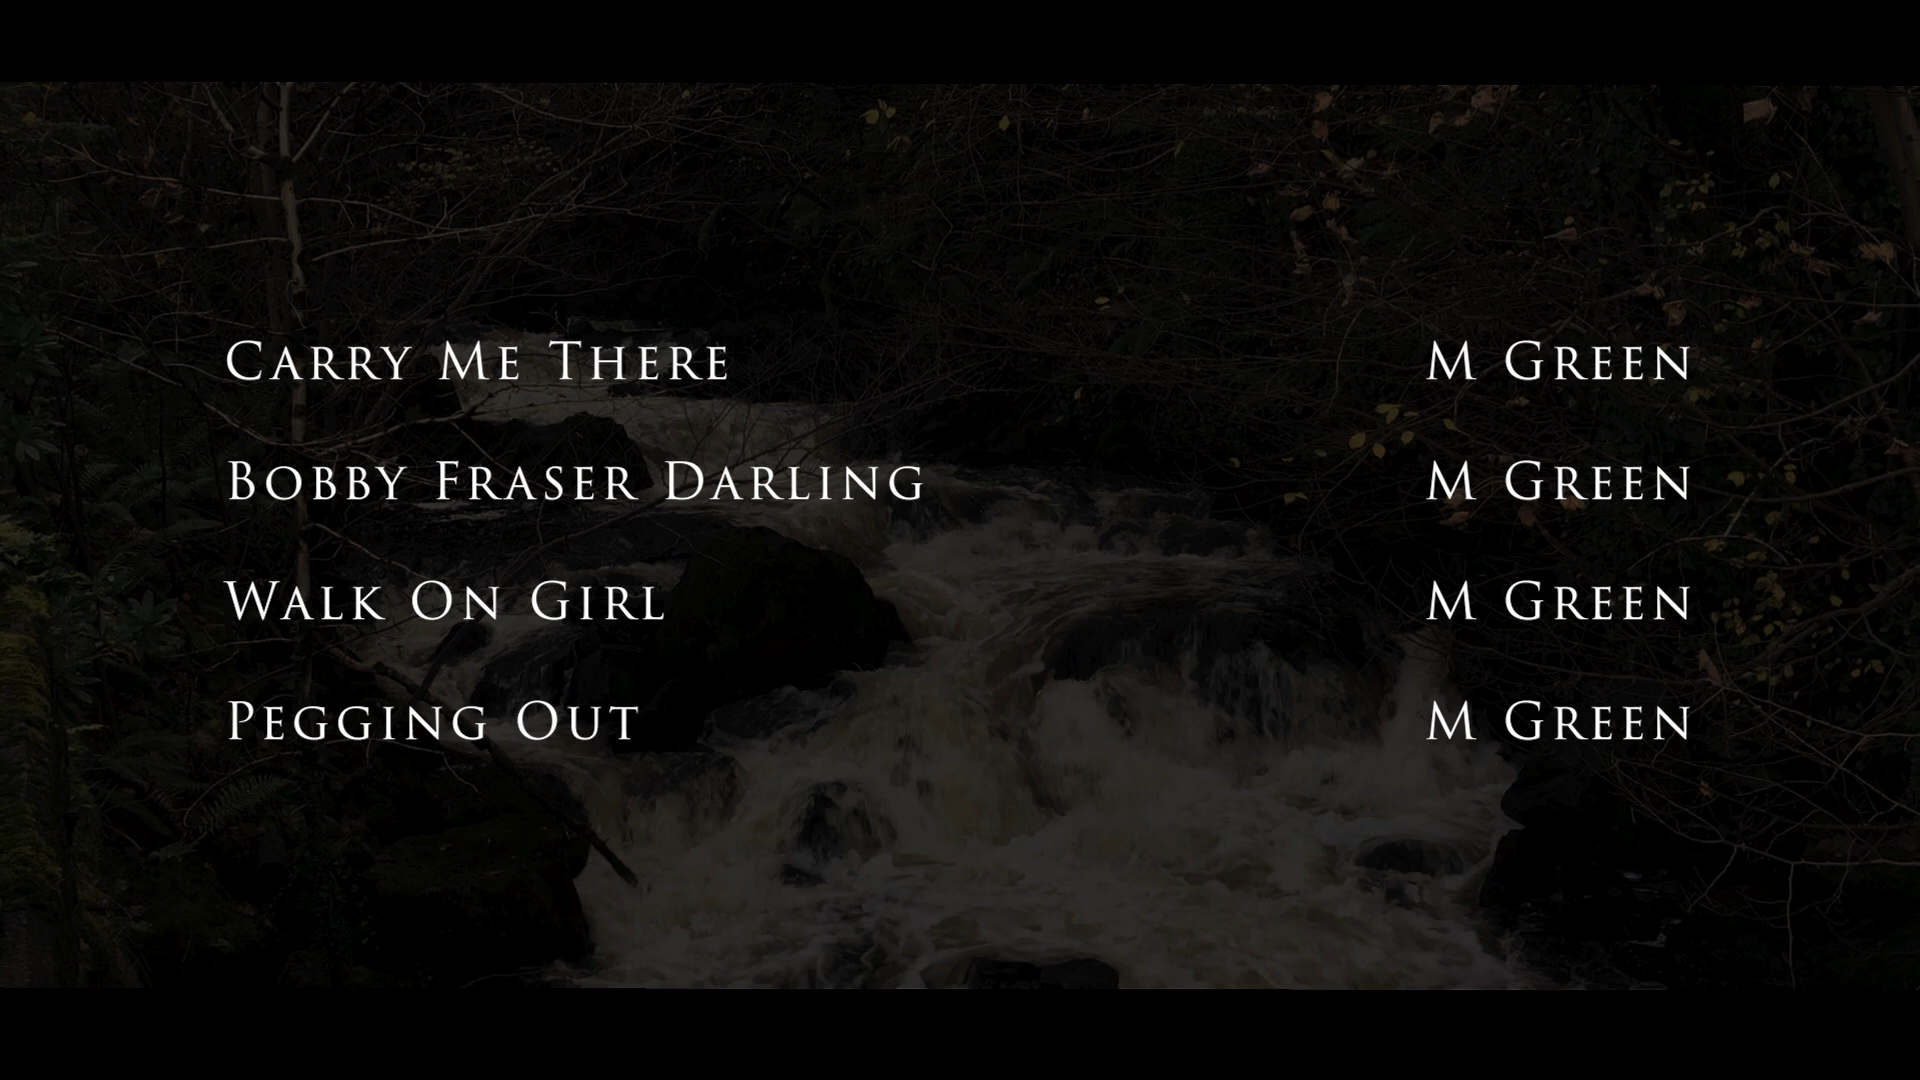 Carry Me There M Green
Bobby Fraser Darling M Green
Walk On Girl M Green
Pegging Out M Green